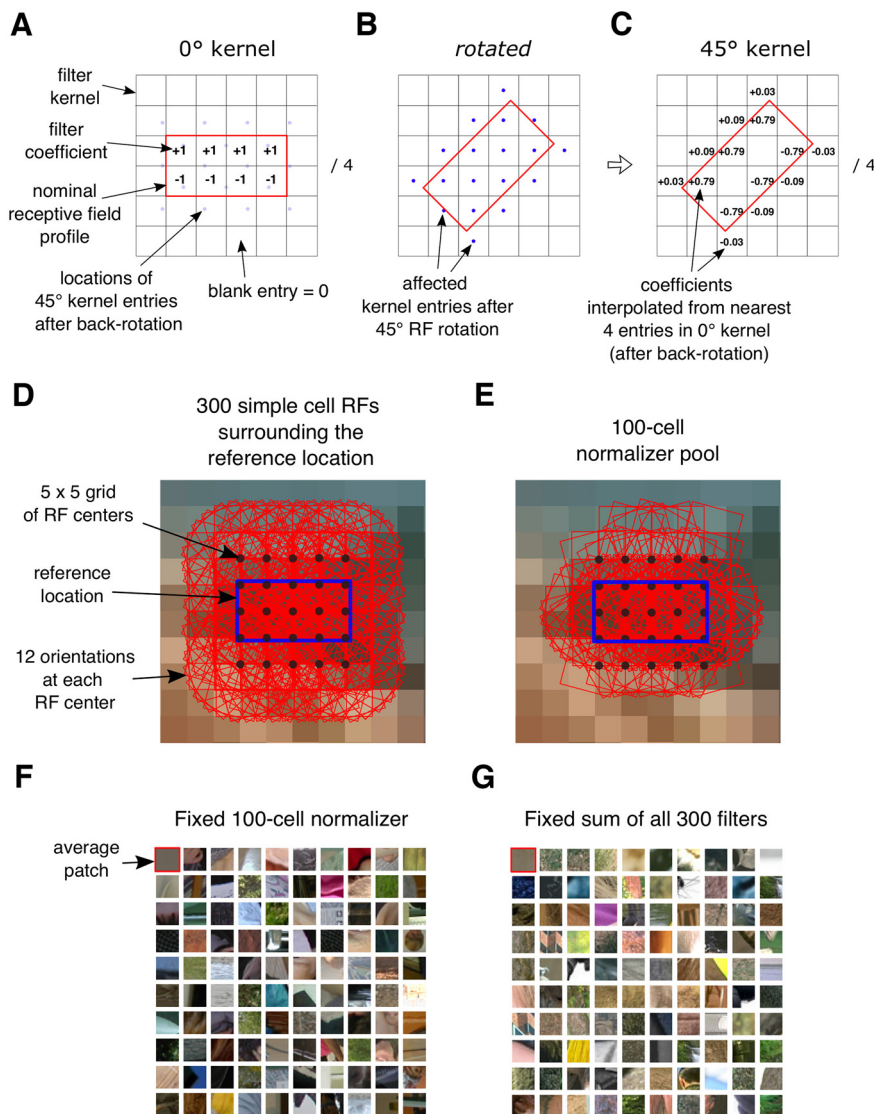 A
0° kernel
filter
kernel
filter
coefficient
nominal
receptive field
profile
+1 +1 +1 +1
-1 -1 -1 -1
/ 4
locations of
45° kernel entries
after back-rotation
blank entry = 0
B
rotated
affected
kernel entries after
45° RF rotation
C
45° kernel
+0.03
+0.09 +0.79
+0.09 +0.79 -0.79 -0.03
+0.03 +0.79 -0.79 -0.09
-0.79 -0.09
-0.03
/ 4
coefficients
interpolated from nearest
4 entries in 0° kernel
(after back-rotation)
D
300 simple cell RFs
surrounding the
reference location
5 x 5 grid
of RF centers
reference
location
12 orientations
at each
RF center
E
100-cell
normalizer pool
F
Fixed 100-cell normalizer
average
patch
G
Fixed sum of all 300 filters